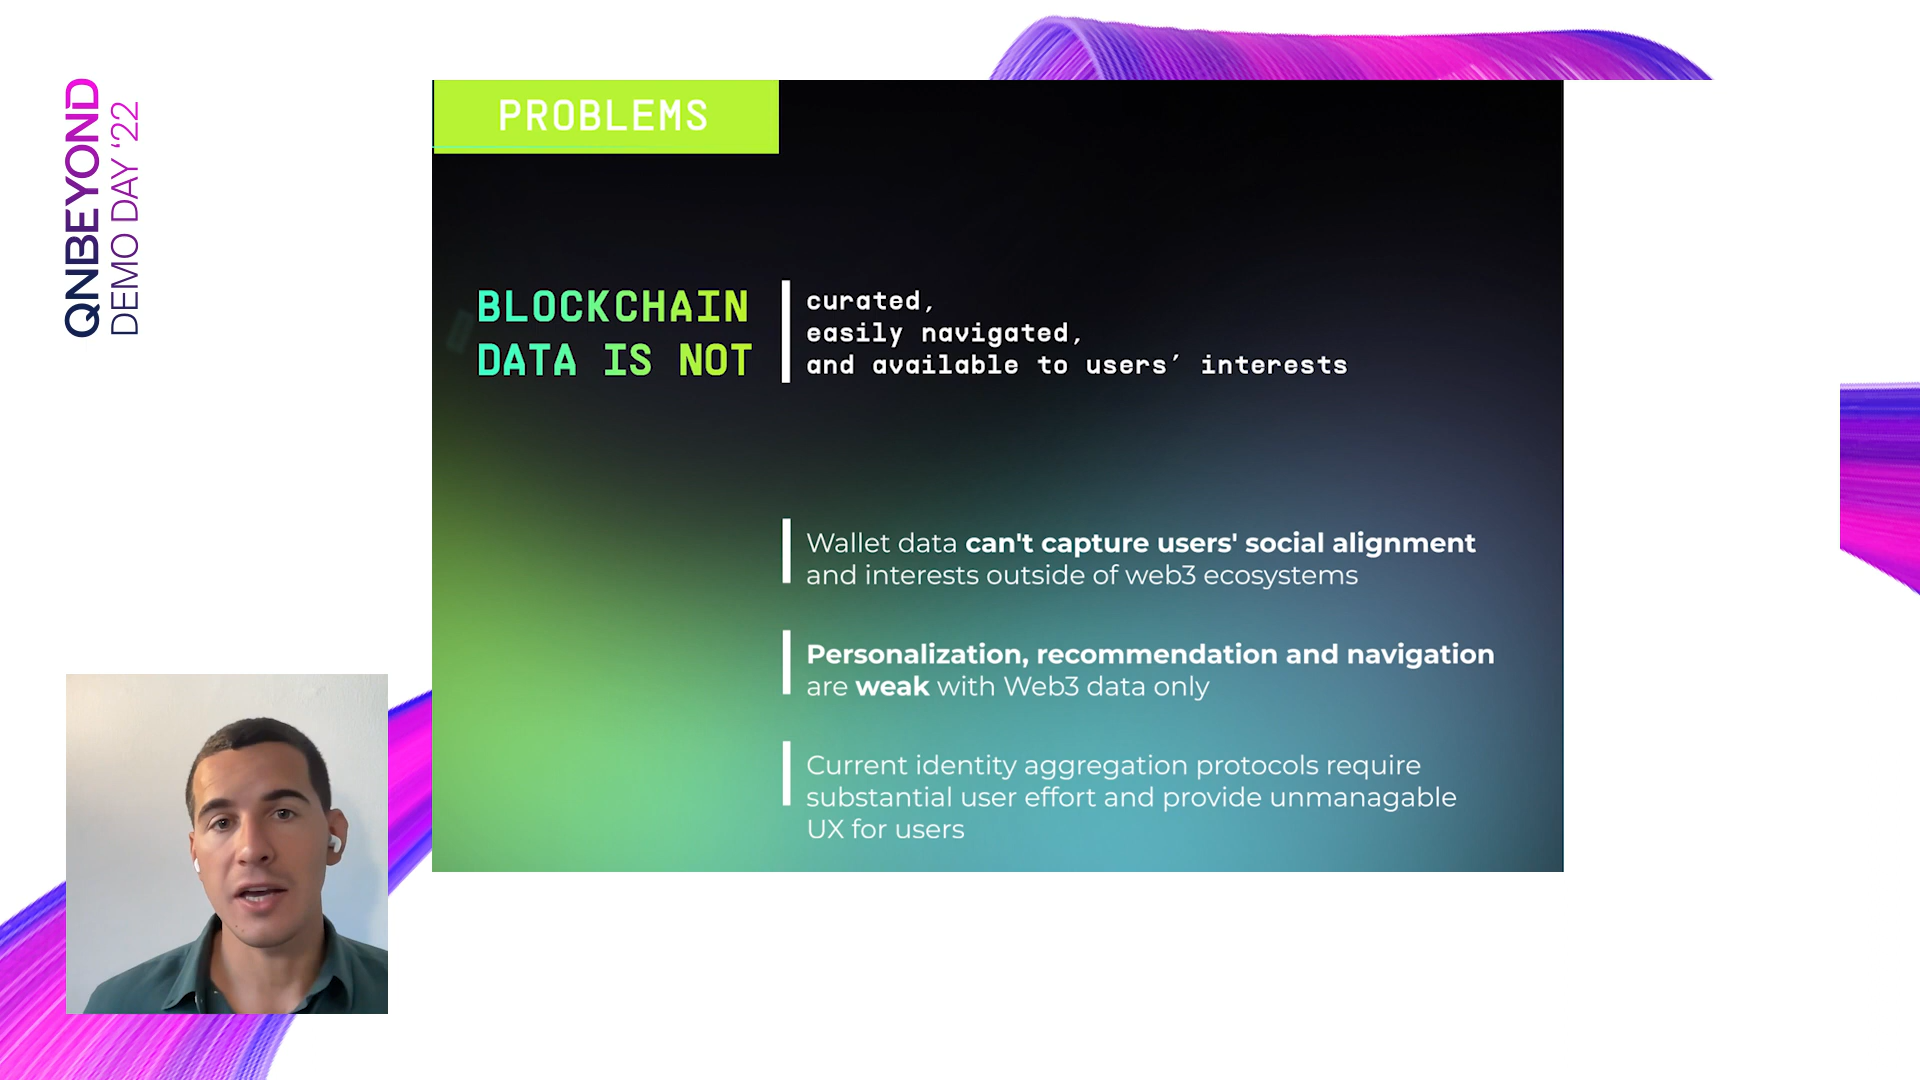 QNBEYOND
DEMO DAY ‘22
PROBLEMS
BLOCKCHAIN
DATA IS NOT
curated,
easily navigated,
and available to users’ interests
Wallet data can't capture users' social alignment
and interests outside of web3 ecosystems
Personalization, recommendation and navigation
are weak with Web3 data only
Current identity aggregation protocols require
substantial user effort and provide unmanagable
UX for users